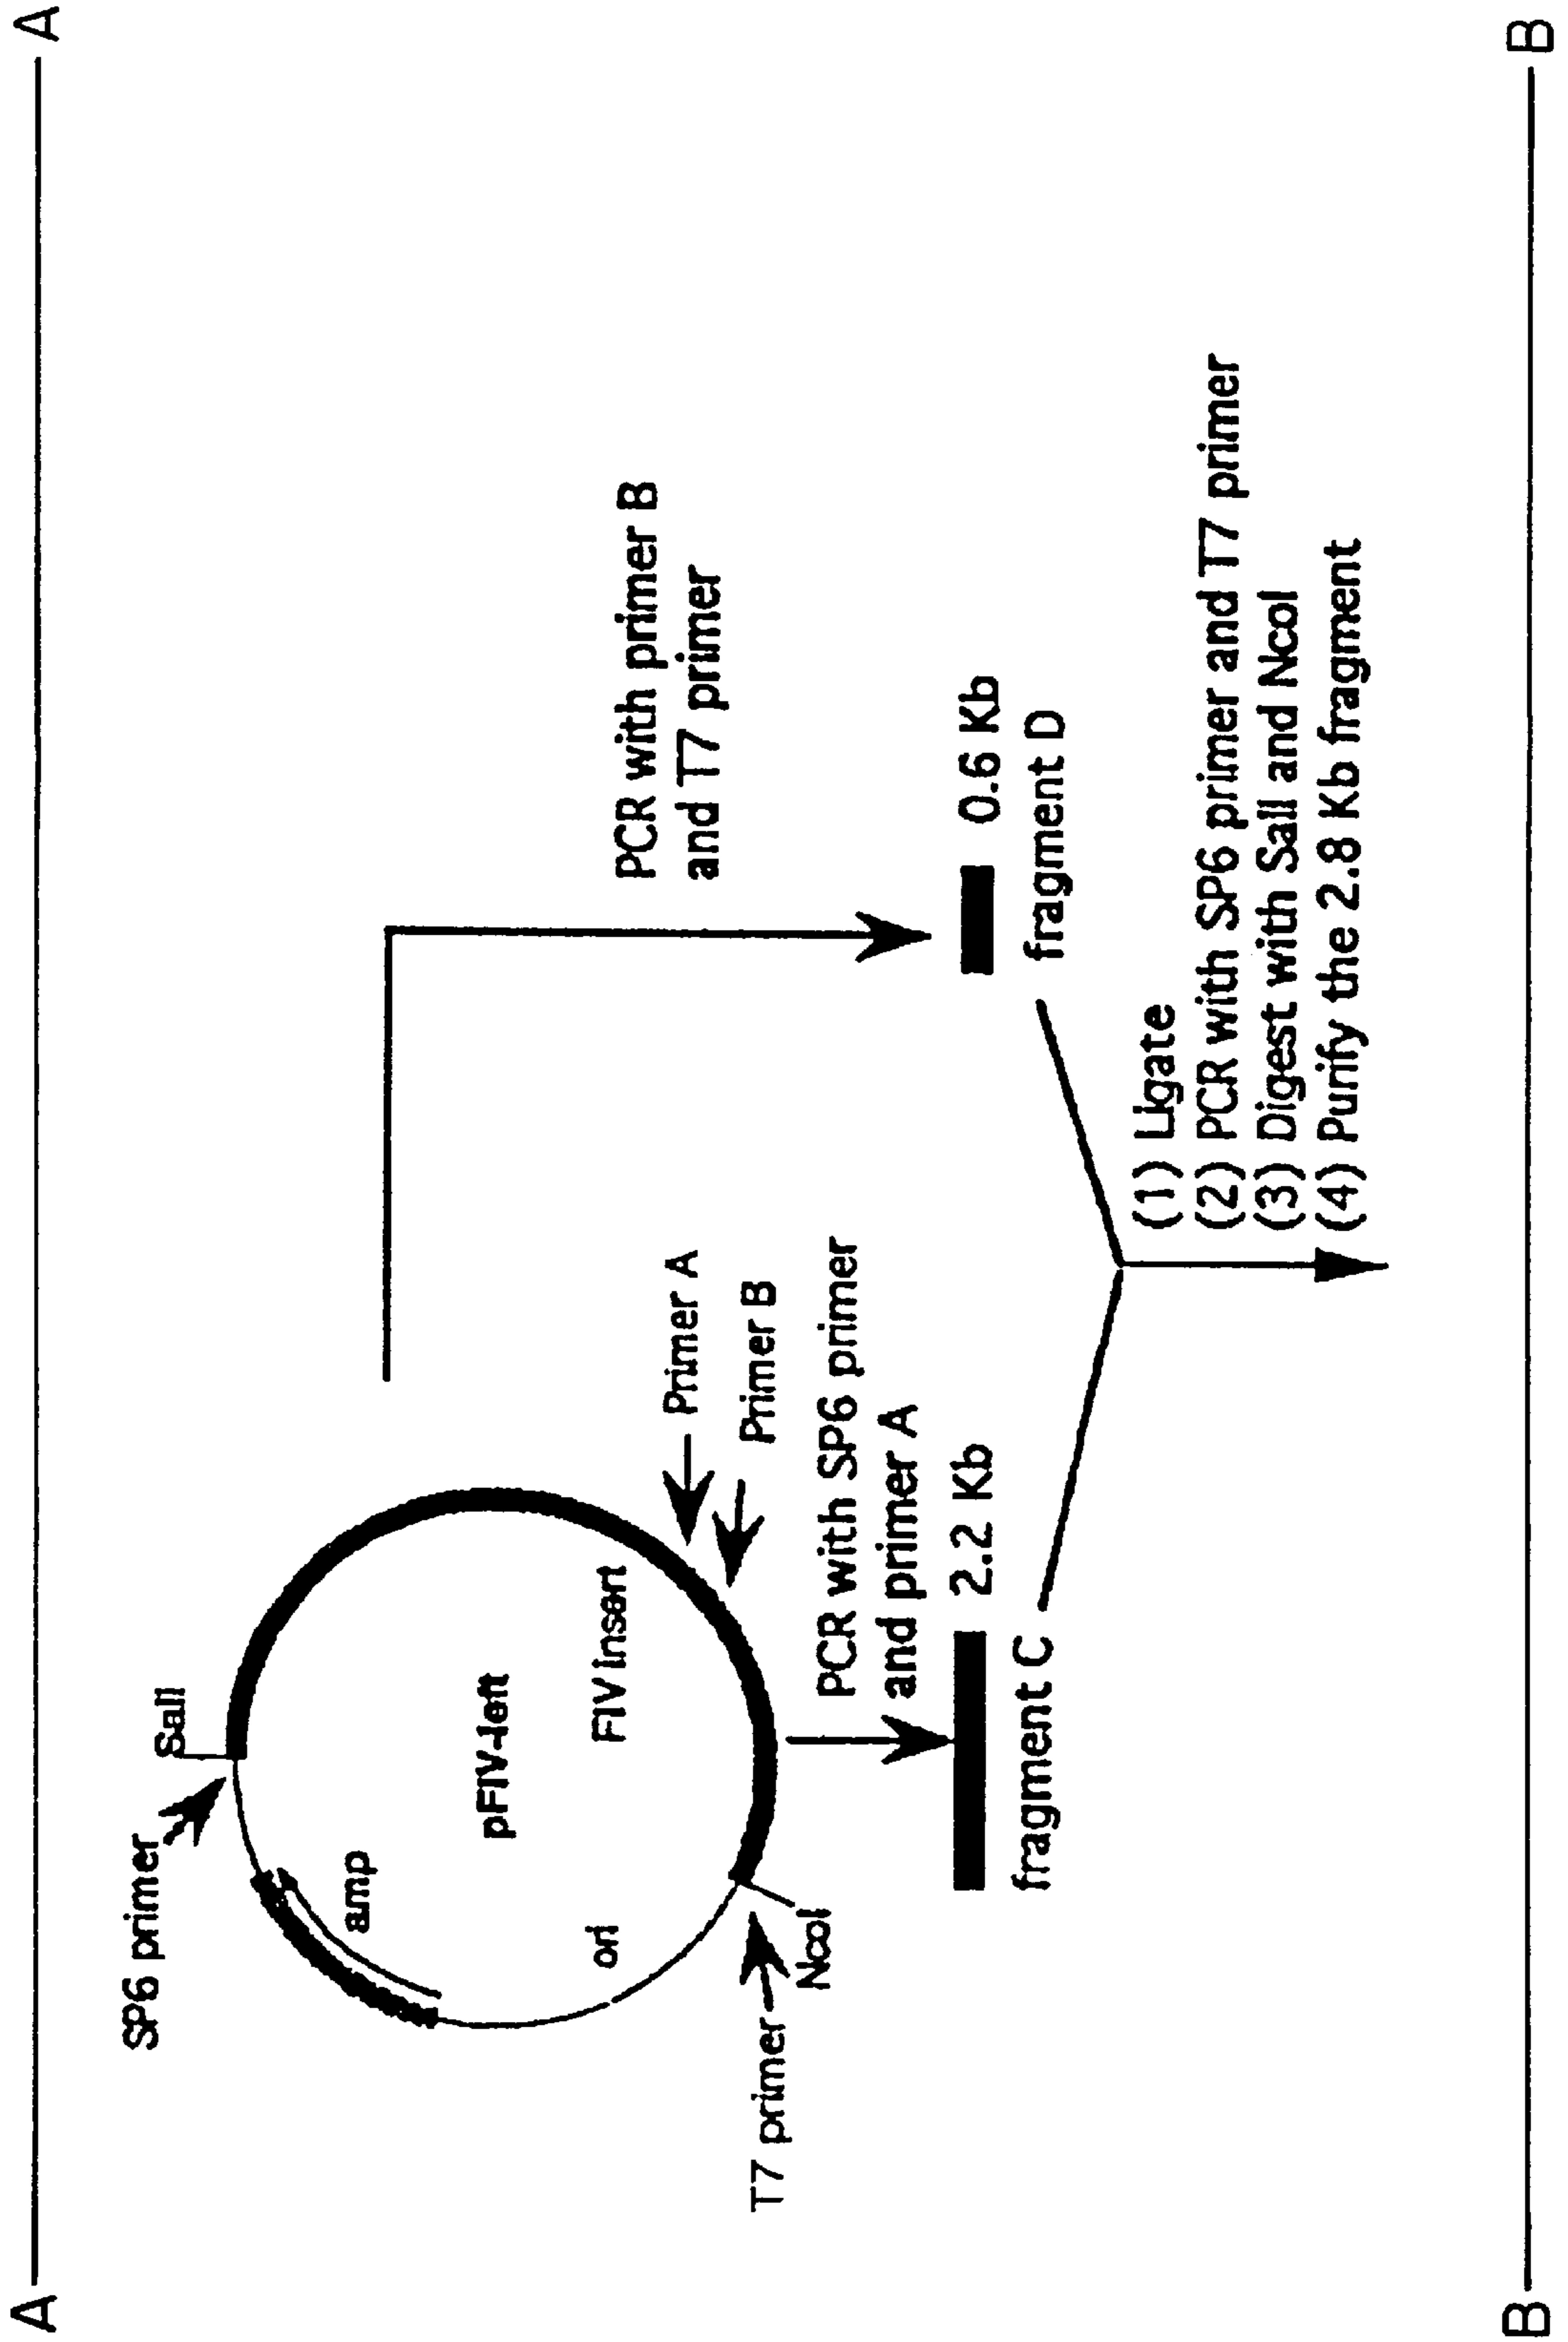 A
A
SP6 primer
SalI
amp
pFIV-left
ori
FIV insert
T7 primer
NcoI
Primer A
Primer B
PCR with primer B
and T7 primer
PCR with SP6 primer
and primer A
2.2 Kb
fragment C
0.6 Kb
fragment D
(1) Ligate
(2) PCR with SP6 primer and T7 primer
(3) Digest with SalI and NcoI
(4) Purify the 2.8 Kb fragment
B
B